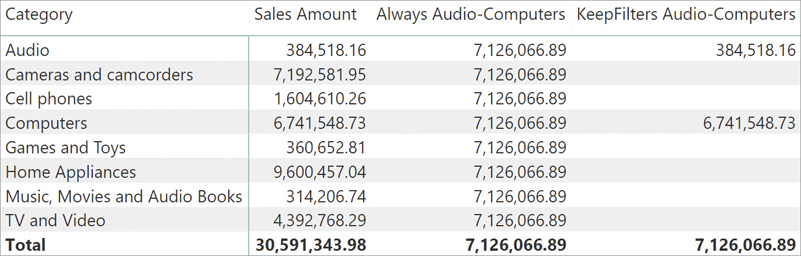 Category Sales Amount Always Audio-Computers KeepFilters Audio-Computers
Audio 384,518.16 7,126,066.89 384,518.16
Cameras and camcorders 7,192,581.95 7,126,066.89
Cell phones 1,604,610.26 7,126,066.89
Computers 6,741,548.73 7,126,066.89 6,741,548.73
Games and Toys 360,652.81 7,126,066.89
Home Appliances 9,600,457.04 7,126,066.89
Music, Movies and Audio Books 314,206.74 7,126,066.89
TV and Video 4,392,768.29 7,126,066.89
Total 30,591,343.98 7,126,066.89 7,126,066.89